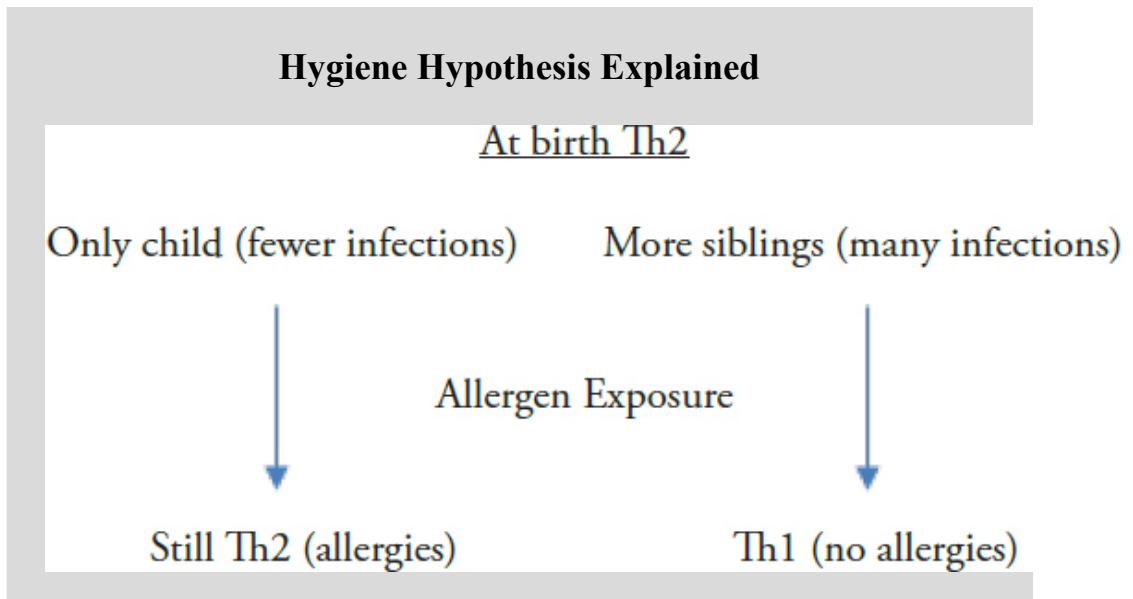 Hygiene Hypothesis Explained
At birth Th2
Only child (fewer infections) More siblings (many infections)
Allergen Exposure
Still Th2 (allergies) Th1 (no allergies)